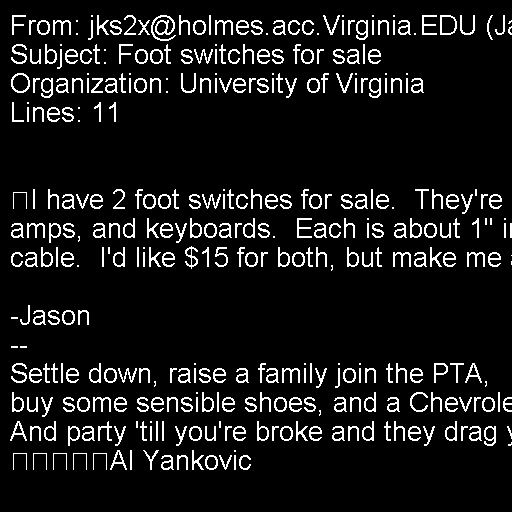 From: jks2x@holmes.acc.Virginia.EDU
Subject: Foot switches for sale
Organization: University of Virginia
Lines: 11
I have 2 foot switches for sale.  They're
amps, and keyboards.  Each is about 1"
cable.  I'd like $15 for both, but make me
-Jason
--
Settle down, raise a family join the PTA,
buy some sensible shoes, and a
And party 'till you're broke and they drag
Al Yankovic